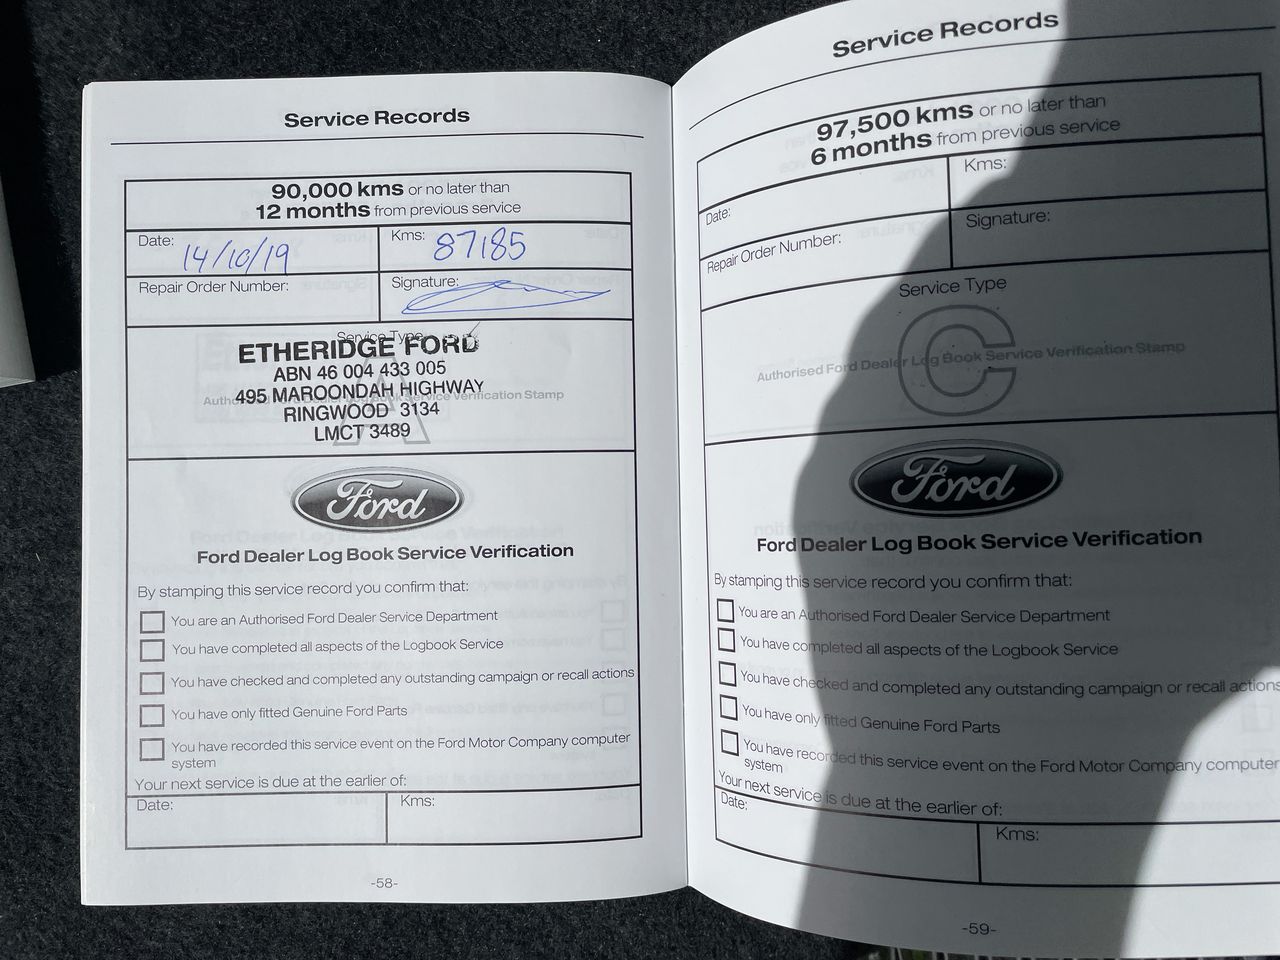 Service Records
90,000 kms or no later than
12 months from previous service
Date: 14/10/19
Kms: 87185
Repair Order Number:
Signature:
Service Type
ETHERIDGE FORD
ABN 46 004 433 005
495 MAROONDAH HIGHWAY
Authorised Ford Dealer Log Book Service Verification Stamp
RINGWOOD 3134
LMCT 3489
A
Ford
Ford Dealer Log Book Service Verification
By stamping this service record you confirm that:
You are an Authorised Ford Dealer Service Department
You have completed all aspects of the Logbook Service
You have checked and completed any outstanding campaign or recall actions
You have only fitted Genuine Ford Parts
You have recorded this service event on the Ford Motor Company computer
system
Your next service is due at the earlier of:
Date:
Kms:
-58-
Service Records
97,500 kms or no later than
6 months from previous service
Date:
Kms:
Repair Order Number:
Signature:
Service Type
C
Authorised Ford Dealer Log Book Service Verification Stamp
Ford
Ford Dealer Log Book Service Verification
By stamping this service record you confirm that:
You are an Authorised Ford Dealer Service Department
You have completed all aspects of the Logbook Service
You have checked and completed any outstanding campaign or recall actions
You have only fitted Genuine Ford Parts
You have recorded this service event on the Ford Motor Company computer
system
Your next service is due at the earlier of:
Date:
Kms:
-59-